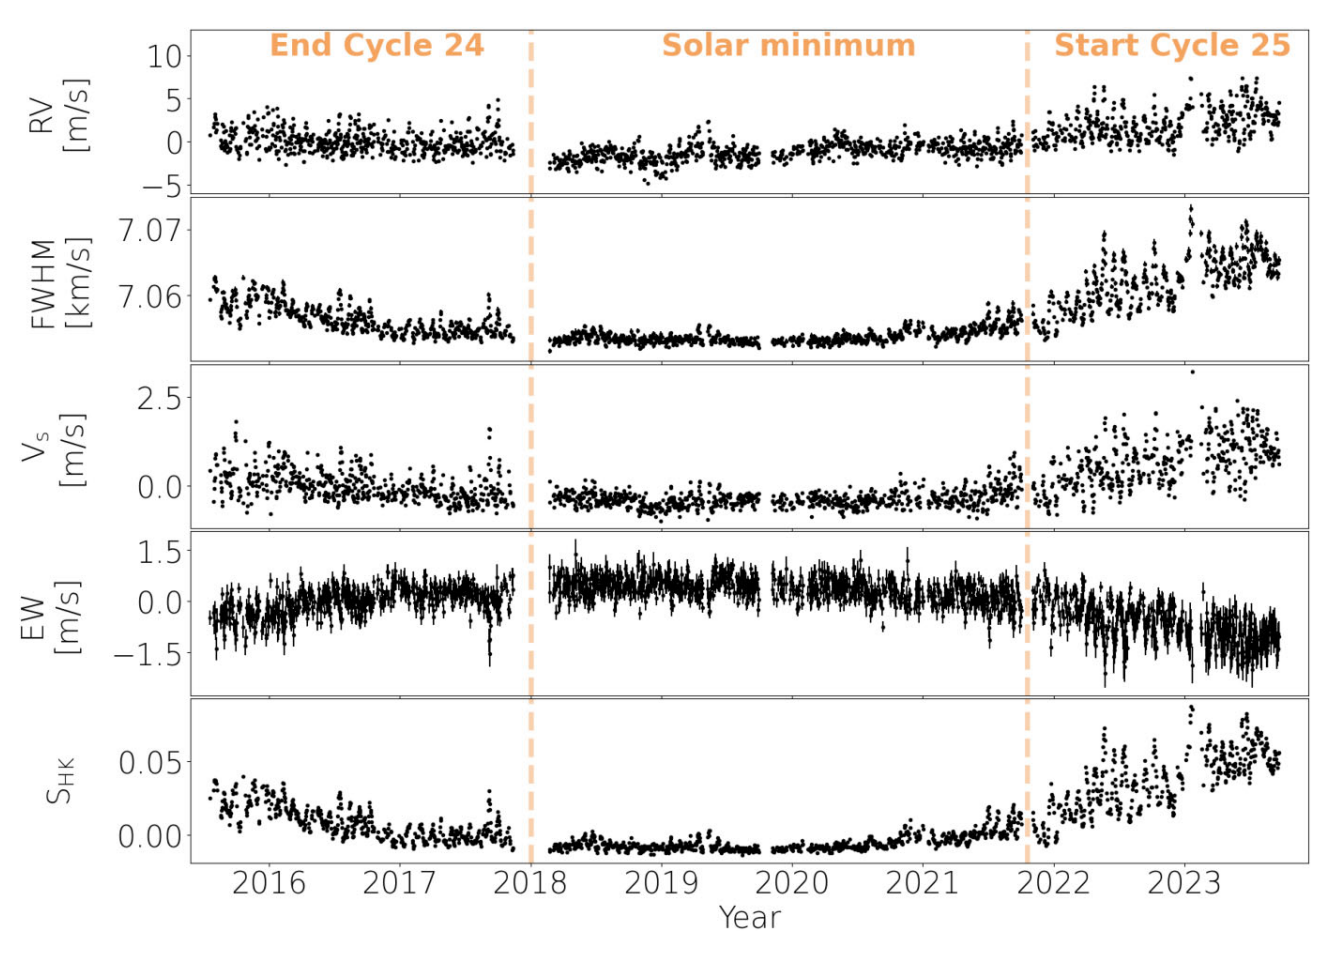 End Cycle 24 Solar minimum Start Cycle 25
RV
[m/s]
10
5
0
−5
FWHM
[km/s]
7.07
7.06
VS
[m/s]
2.5
0.0
EW
[m/s]
1.5
0.0
−1.5
SHK
0.05
0.00
2016 2017 2018 2019 2020 2021 2022 2023
Year